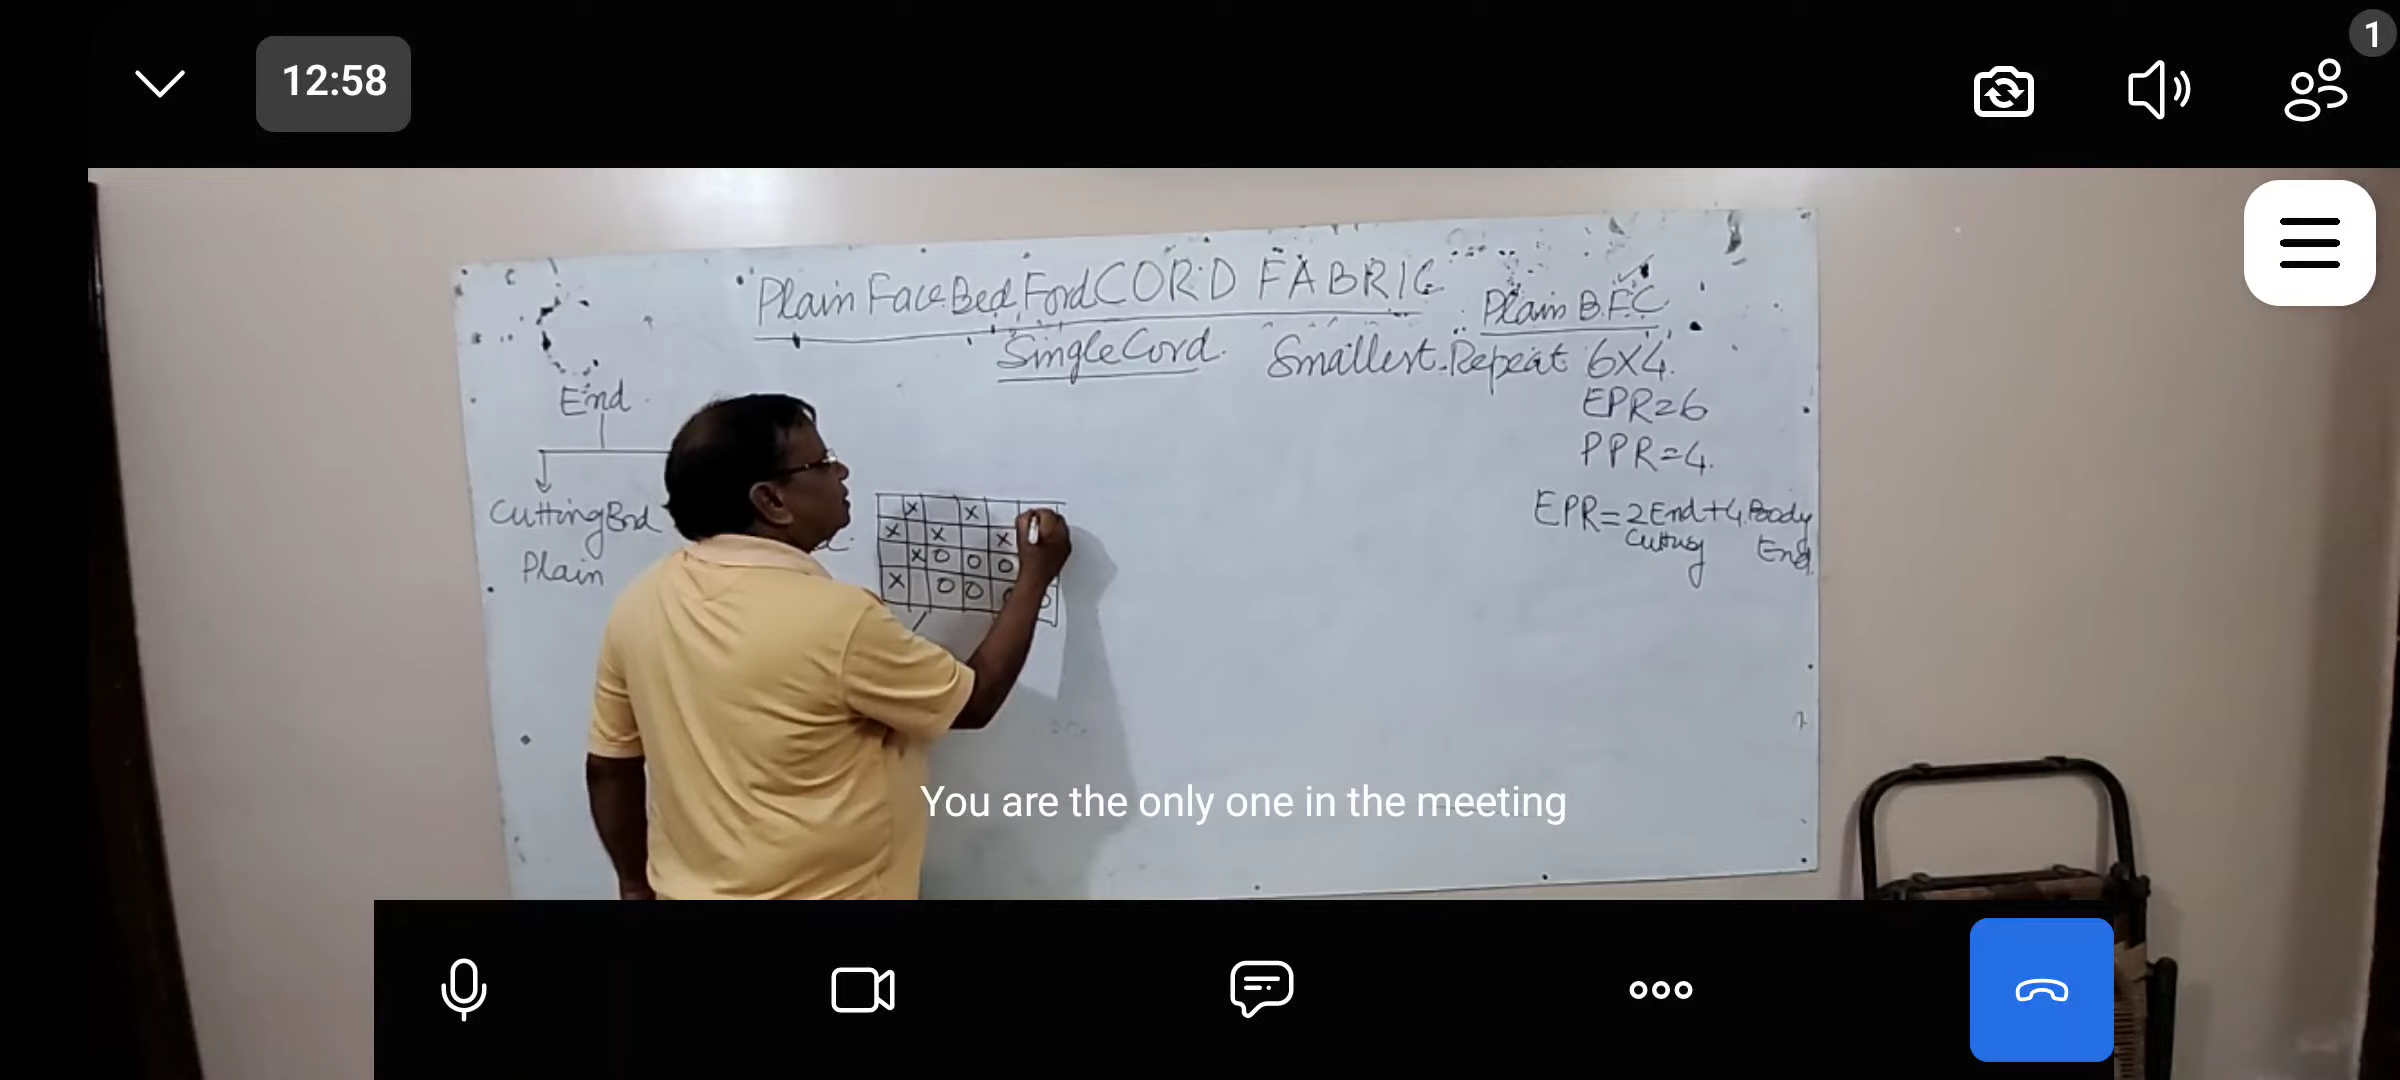 12:58
1
Plain Face Bed Ford CORD FABRIC
Plain B.F.C
Single Cord. Smallest Repeat 6x4.
EPR=6
PPR=4.
EPR=2 End+4 Body
Cutting End
End
Cutting End
Plain
X X
X X X
X O O O
X O O
You are the only one in the meeting